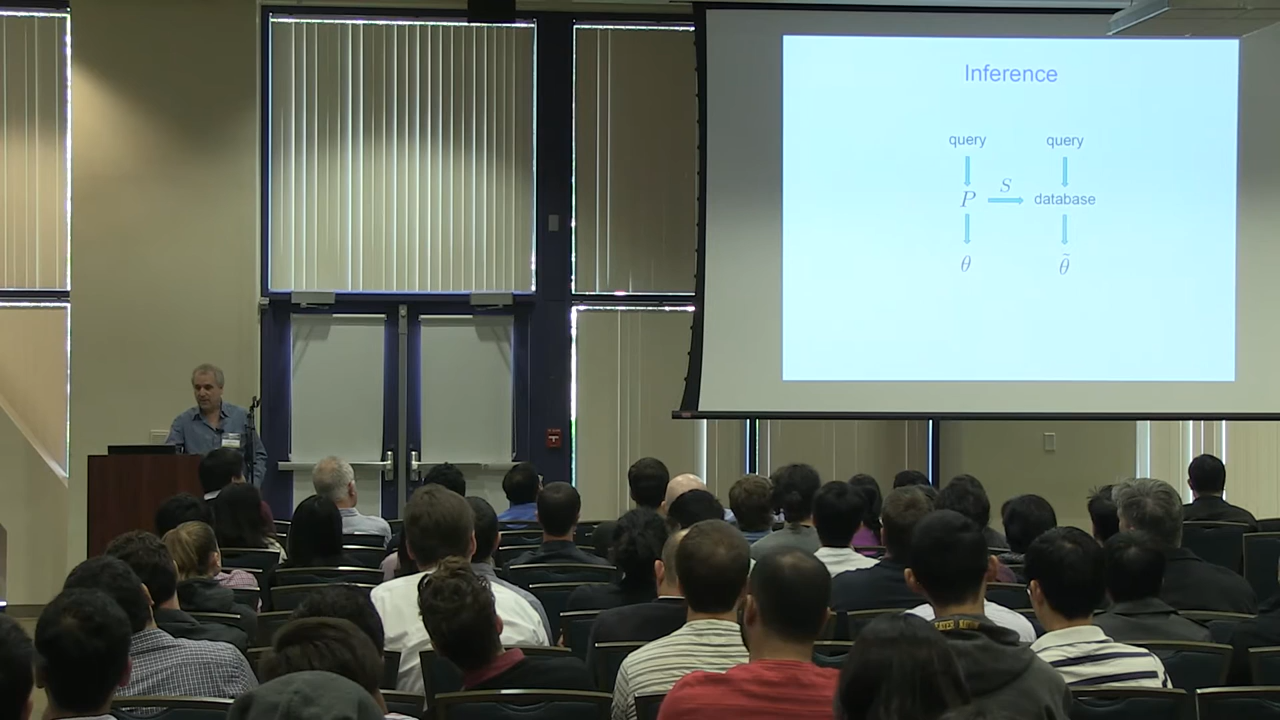 Inference
query query
S
P database
θ θ̃